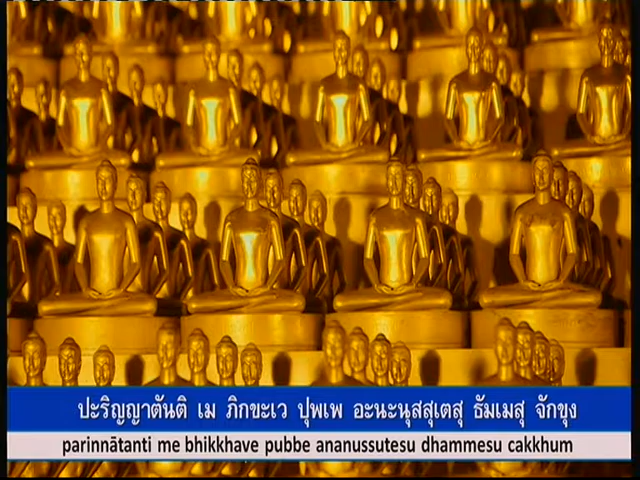 ปะริญญาตันติ เม ภิกขะเว ปุพเพ อะนะนุสสุเตสุ ธัมเมสุ จักขุง
parinnātanti me bhikkhave pubbe ananussutesu dhammesu cakkhum